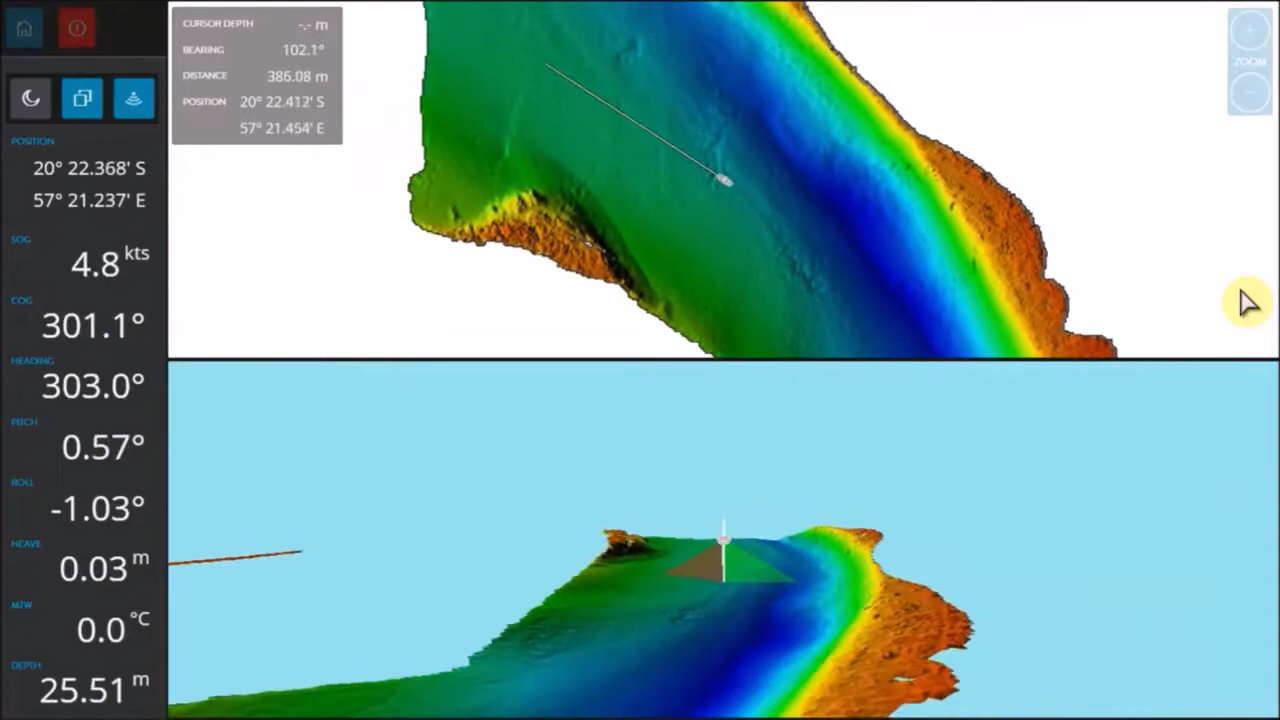 CURSOR DEPTH -.- m
BEARING 102.1°
DISTANCE 386.08 m
POSITION 20° 22.412' S
57° 21.454' E
ZOOM
POSITION
20° 22.368' S
57° 21.237' E
SOG
4.8 kts
COG
301.1°
HEADING
303.0°
PITCH
0.57°
ROLL
-1.03°
HEAVE
0.03 m
MTW
0.0 °C
DEPTH
25.51 m